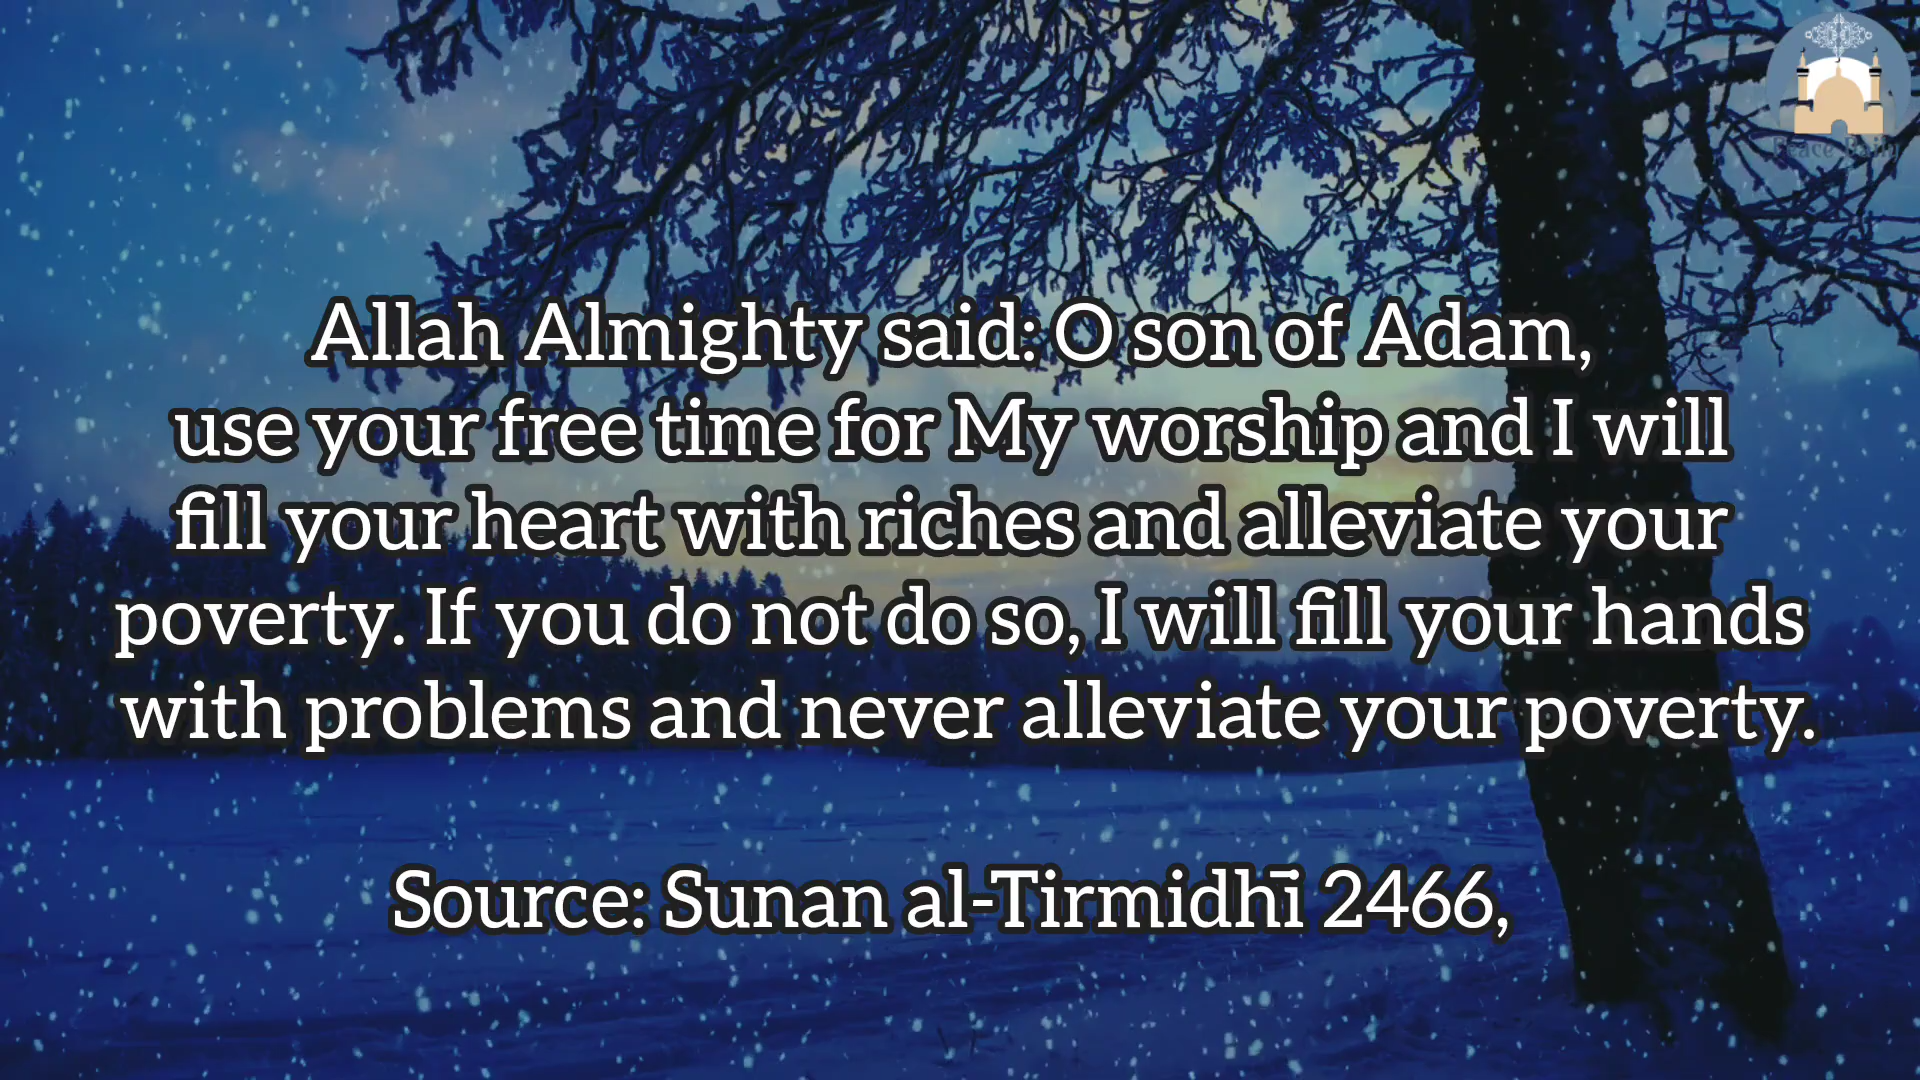 Peace Daily
Allah Almighty said: O son of Adam,
use your free time for My worship and I will
fill your heart with riches and alleviate your
poverty. If you do not do so, I will fill your hands
with problems and never alleviate your poverty.
Source: Sunan al-Tirmidhī 2466,